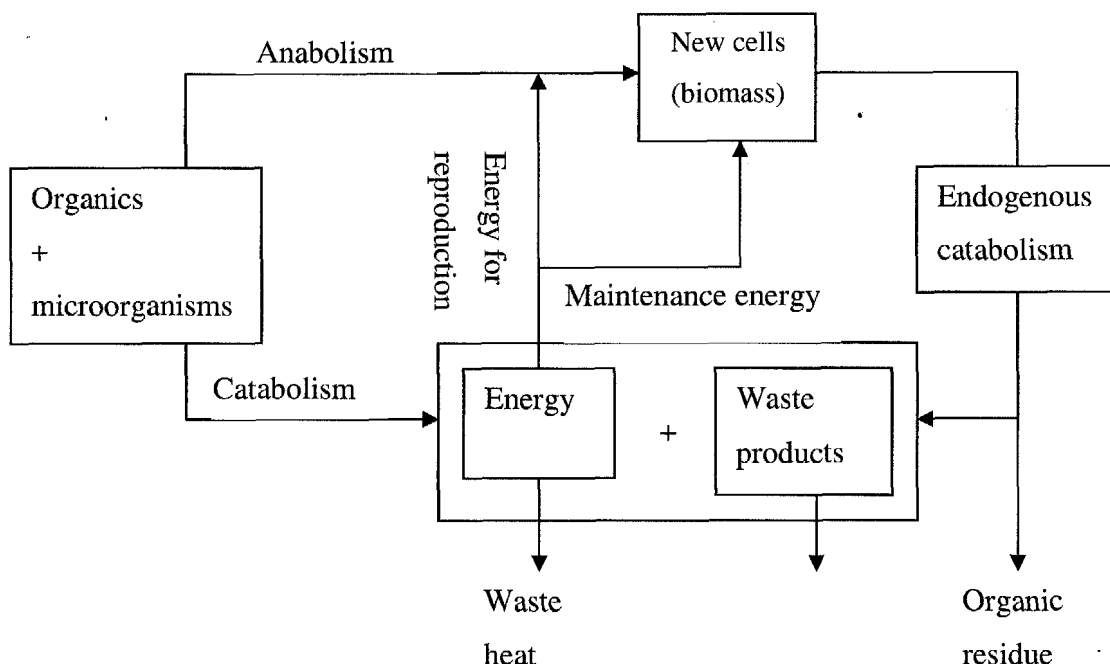 Anabolism
New cells
(biomass)
Energy for
reproduction
Organics
+
microorganisms
Endogenous
catabolism
Maintenance energy
Catabolism
Energy
+
Waste
products
Waste
heat
Organic
residue